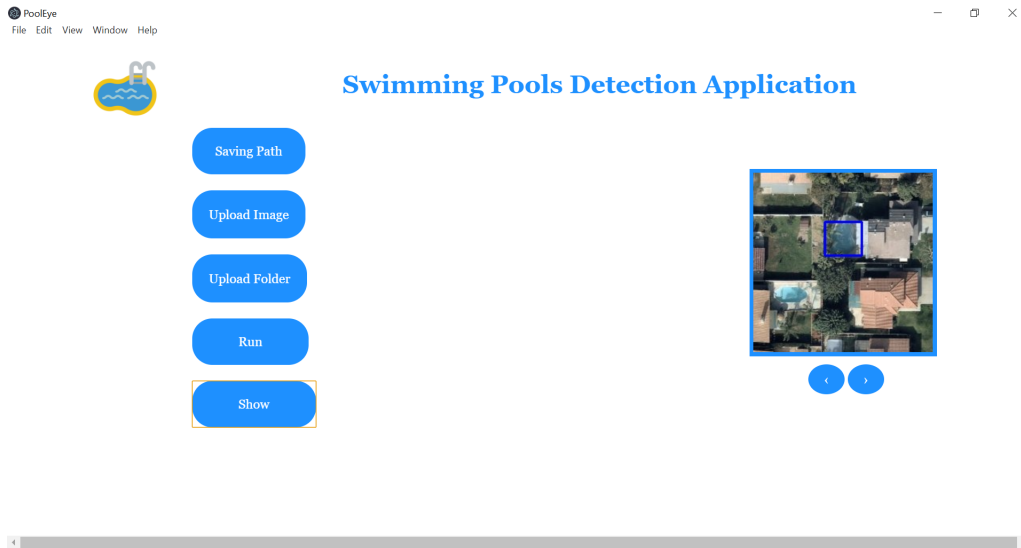 PoolEye
File Edit View Window Help
Swimming Pools Detection Application
Saving Path
Upload Image
Upload Folder
Run
Show
‹ ›